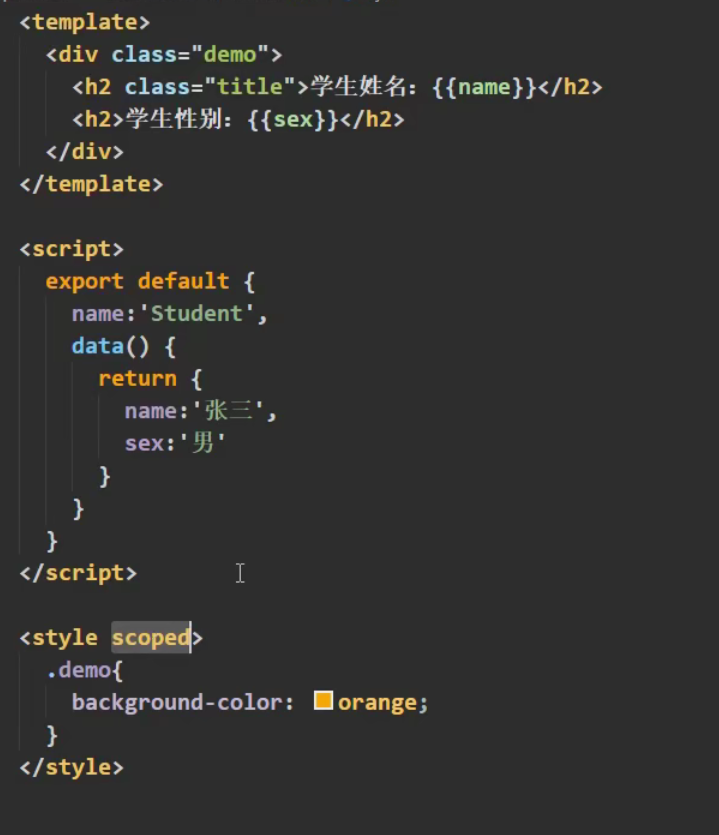 <template>
  <div class="demo">
    <h2 class="title">学生姓名：{{name}}</h2>
    <h2>学生性别：{{sex}}</h2>
  </div>
</template>

<script>
  export default {
    name:'Student',
    data() {
      return {
        name:'张三',
        sex:'男'
      }
    }
  }
</script>

<style scoped>
  .demo{
    background-color: orange;
  }
</style>